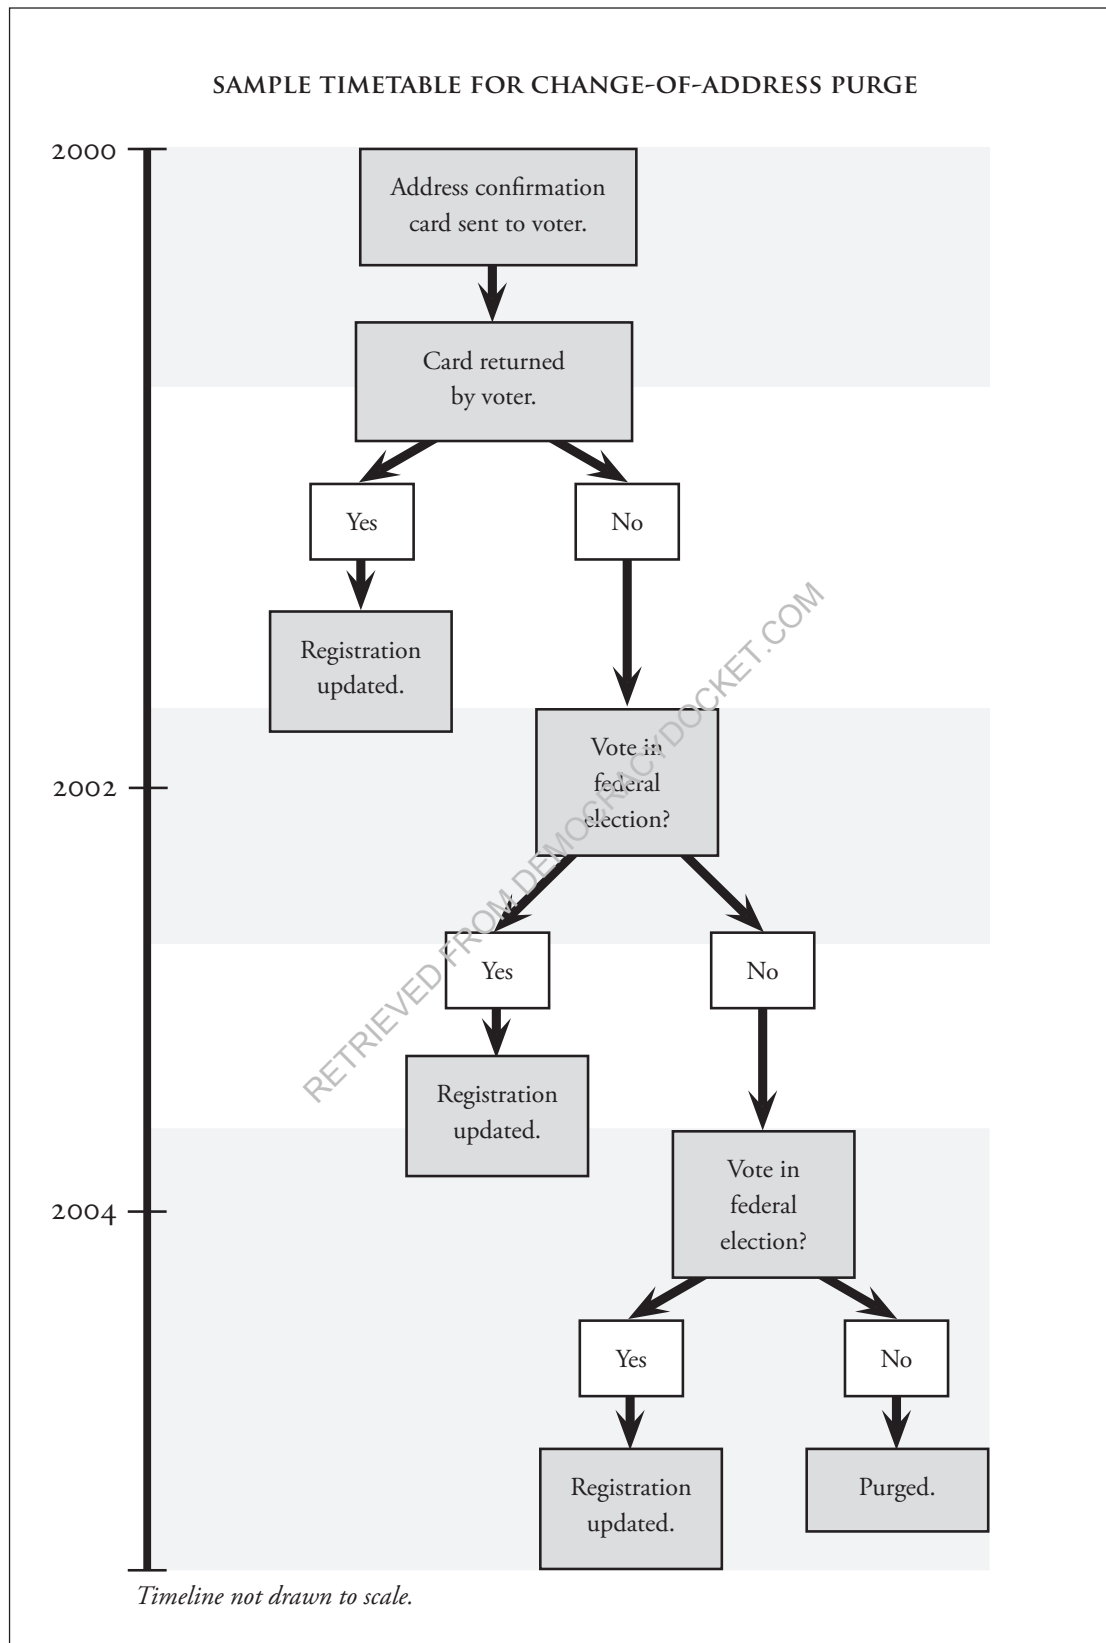 SAMPLE TIMETABLE FOR CHANGE-OF-ADDRESS PURGE
2000
Address confirmation
card sent to voter.
Card returned
by voter.
Yes
No
Registration
updated.
2002
Vote in
federal
election?
Yes
No
Registration
updated.
2004
Vote in
federal
election?
Yes
No
Registration
updated.
Purged.
Timeline not drawn to scale.
RETRIEVED FROM DEMOCRACYDOCKET.COM